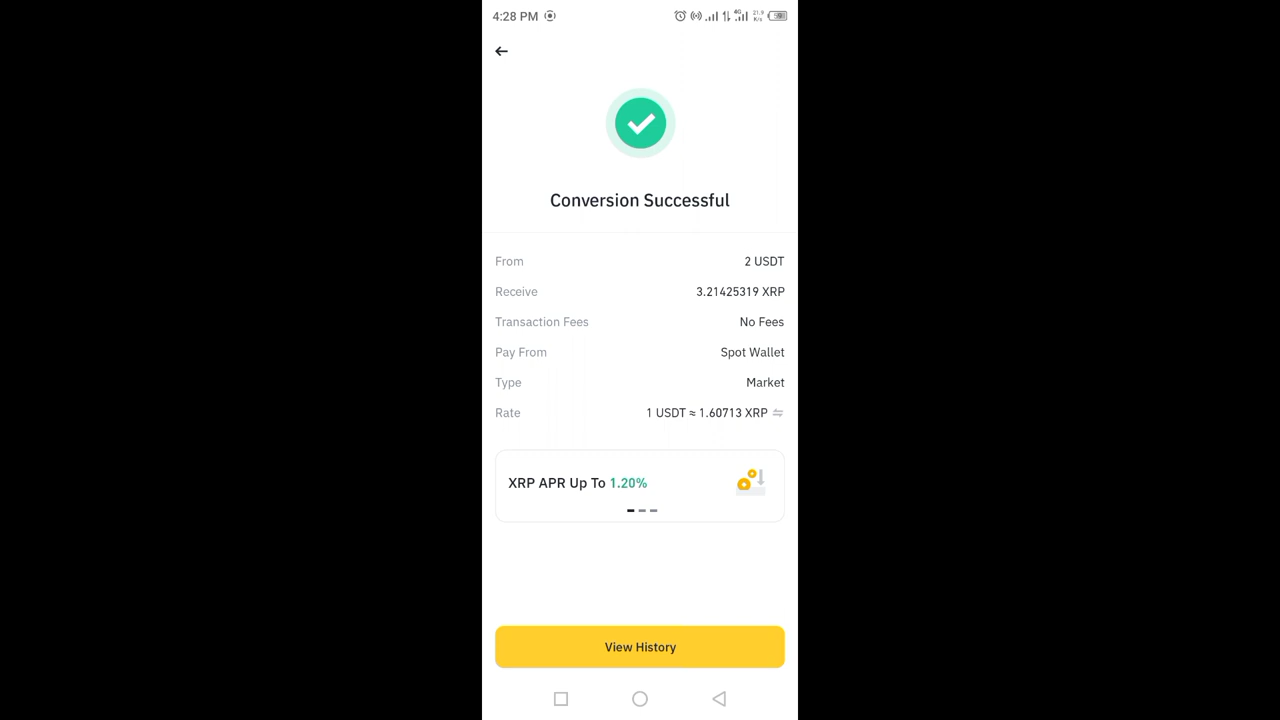 4:28 PM
4G
Conversion Successful
From 2 USDT
Receive 3.21425319 XRP
Transaction Fees No Fees
Pay From Spot Wallet
Type Market
Rate 1 USDT ≈ 1.60713 XRP
XRP APR Up To 1.20%
View History